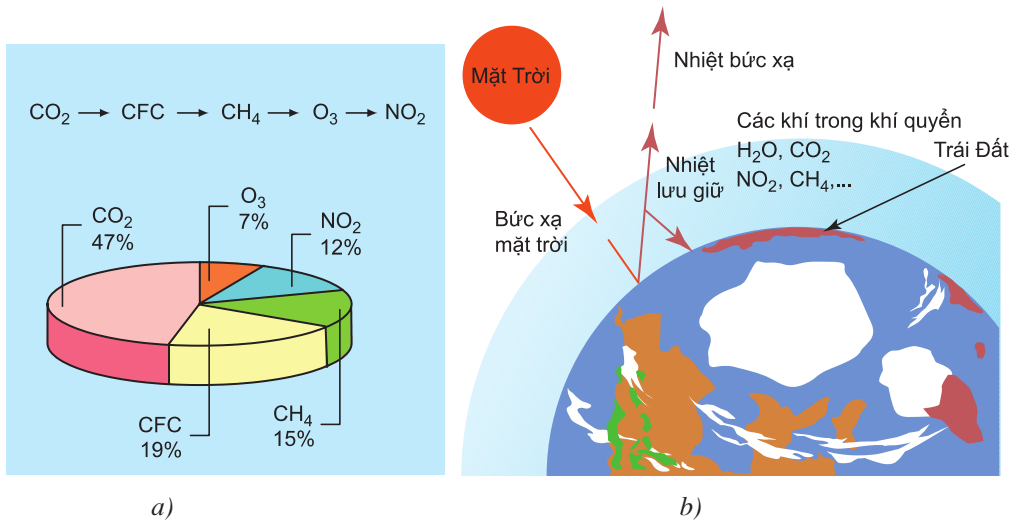 CO₂ → CFC → CH₄ → O₃ → NO₂
O₃
7%
CO₂
47%
NO₂
12%
CFC
19%
CH₄
15%
a)
Mặt Trời
Nhiệt bức xạ
Các khí trong khí quyển
H₂O, CO₂
NO₂, CH₄,...
Trái Đất
Nhiệt
lưu giữ
Bức xạ
mặt trời
b)